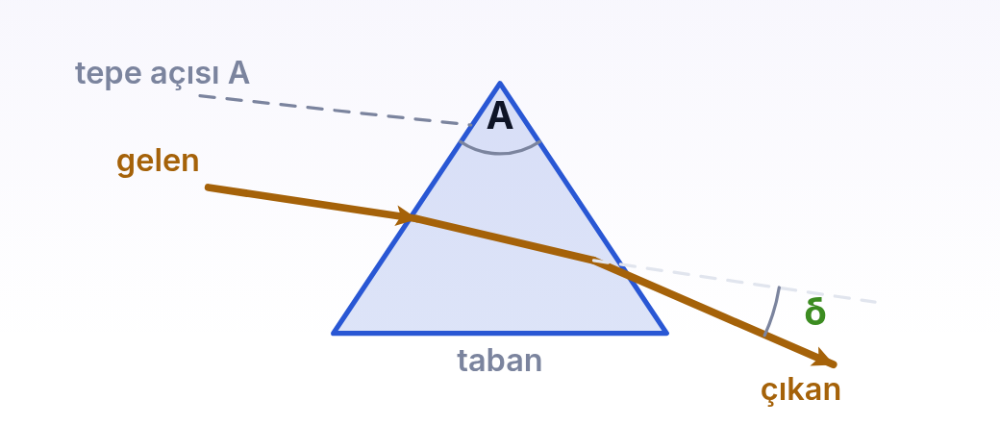 tepe açısı A
A
gelen
δ
taban
çıkan